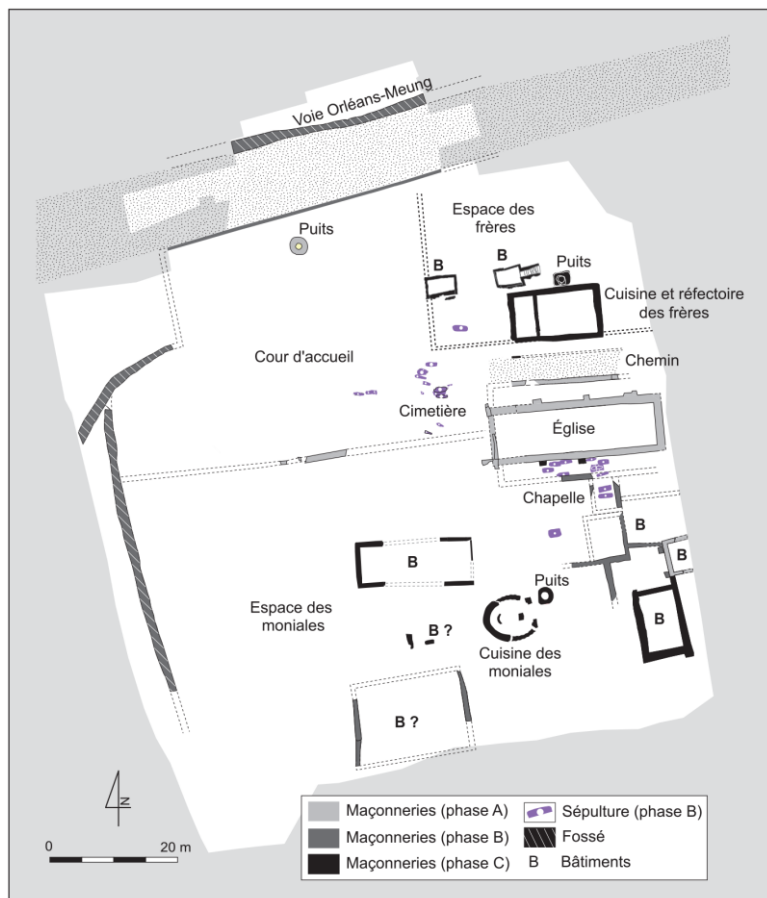 Voie Orléans-Meung
Espace des
frères
Puits
B
B
Puits
Cuisine et réfectoire
des frères
Cour d'accueil
Chemin
Cimetière
Église
Chapelle
B
B
B
Puits
B
Espace des
moniales
B ?
Cuisine des
moniales
B ?
N
0 20 m
Maçonneries (phase A)
Maçonneries (phase B)
Maçonneries (phase C)
Sépulture (phase B)
Fossé
B Bâtiments